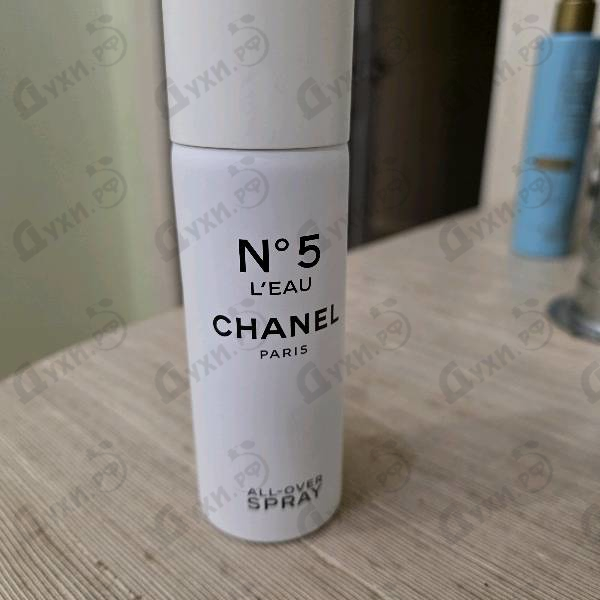 N° 5
L'EAU
CHANEL
PARIS
ALL-OVER
SPRAY
Духи.рф